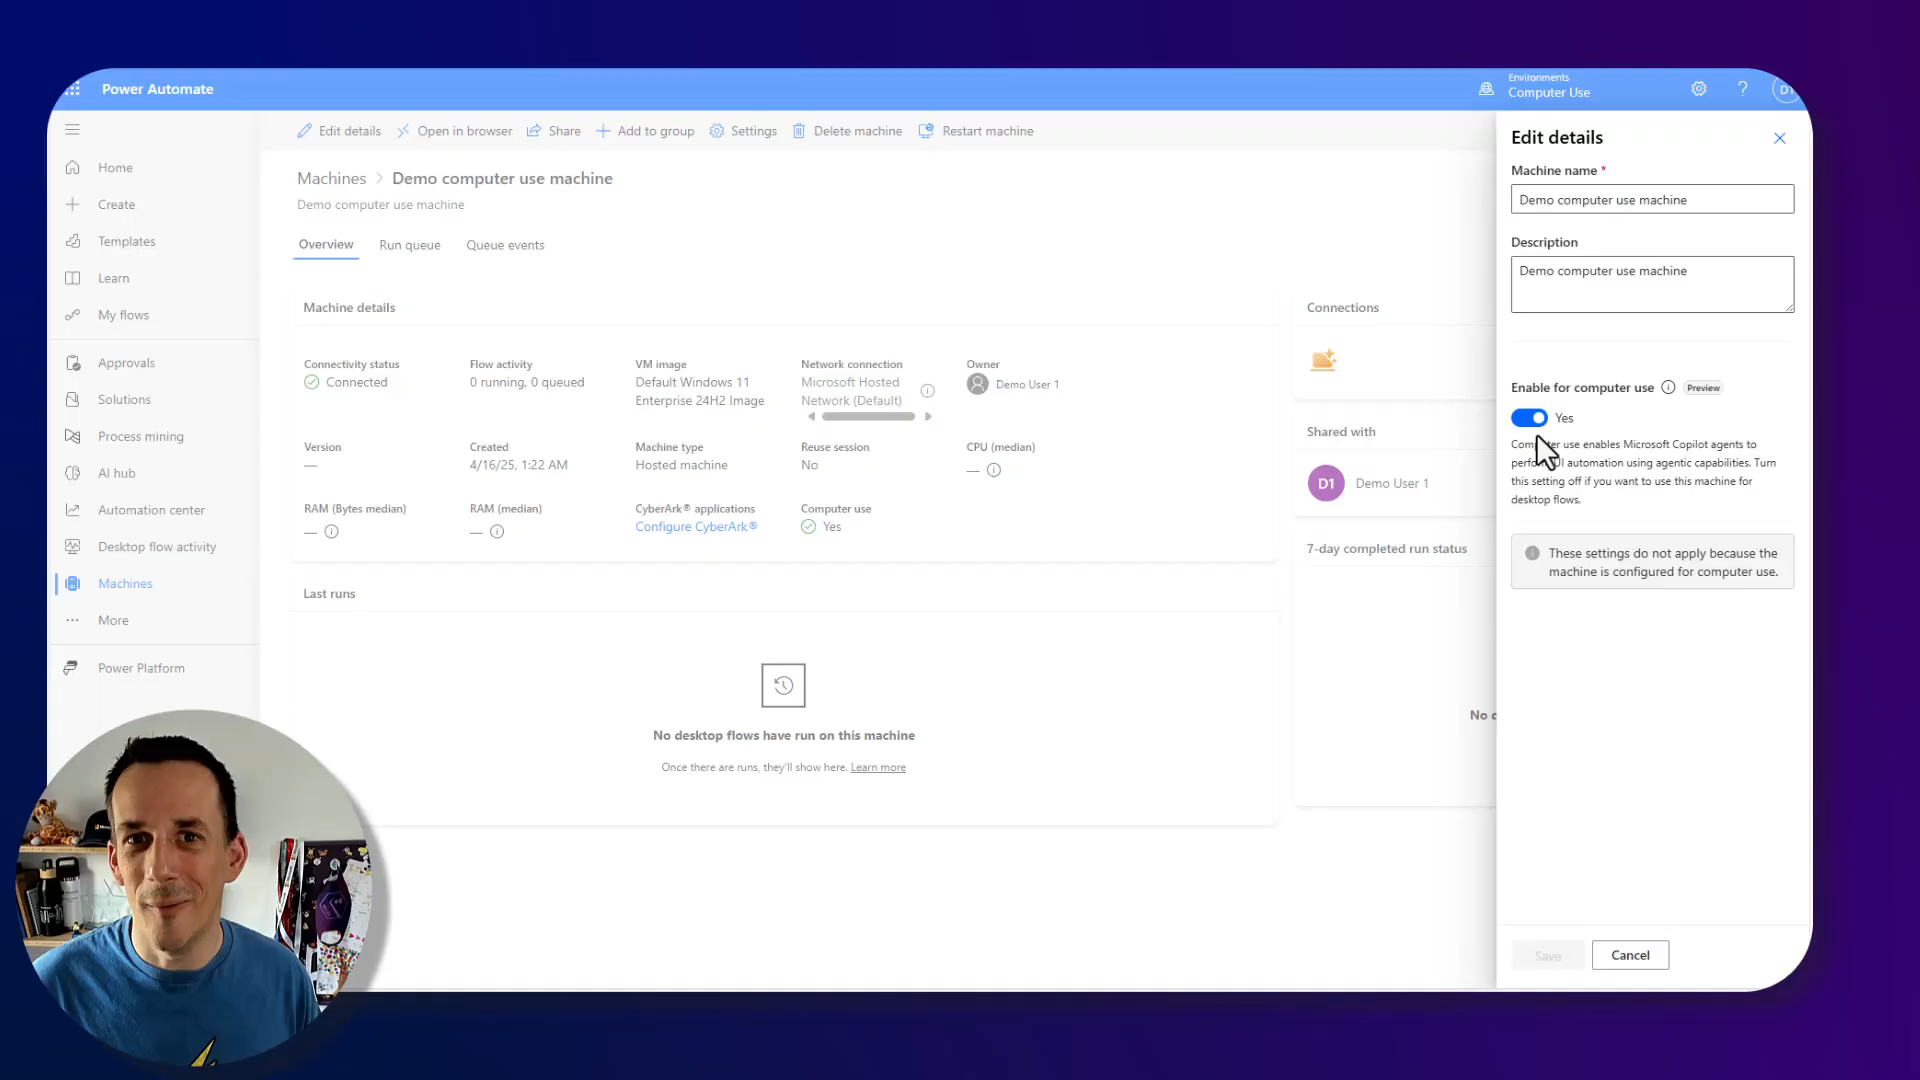 Power Automate
Environments
Computer Use
?
D1
Edit details
Open in browser
Share
Add to group
Settings
Delete machine
Restart machine
Home
Create
Templates
Learn
My flows
Approvals
Solutions
Process mining
AI hub
Automation center
Desktop flow activity
Machines
More
Power Platform
Machines > Demo computer use machine
Demo computer use machine
Overview
Run queue
Queue events
Machine details
Connectivity status
Connected
Flow activity
0 running, 0 queued
VM image
Default Windows 11
Enterprise 24H2 Image
Network connection
Microsoft Hosted
Network (Default)
Owner
Demo User 1
Version
—
Created
4/16/25, 1:22 AM
Machine type
Hosted machine
Reuse session
No
CPU (median)
—
RAM (Bytes median)
—
RAM (median)
—
CyberArk® applications
Configure CyberArk®
Computer use
Yes
Last runs
No desktop flows have run on this machine
Once there are runs, they'll show here. Learn more
Connections
Shared with
D1
Demo User 1
7-day completed run status
No
Edit details
Machine name *
Demo computer use machine
Description
Demo computer use machine
Enable for computer use
Preview
Yes
use enables Microsoft Copilot agents to
automation using agentic capabilities. Turn
this setting off if you want to use this machine for
desktop flows.
These settings do not apply because the
machine is configured for computer use.
Save
Cancel